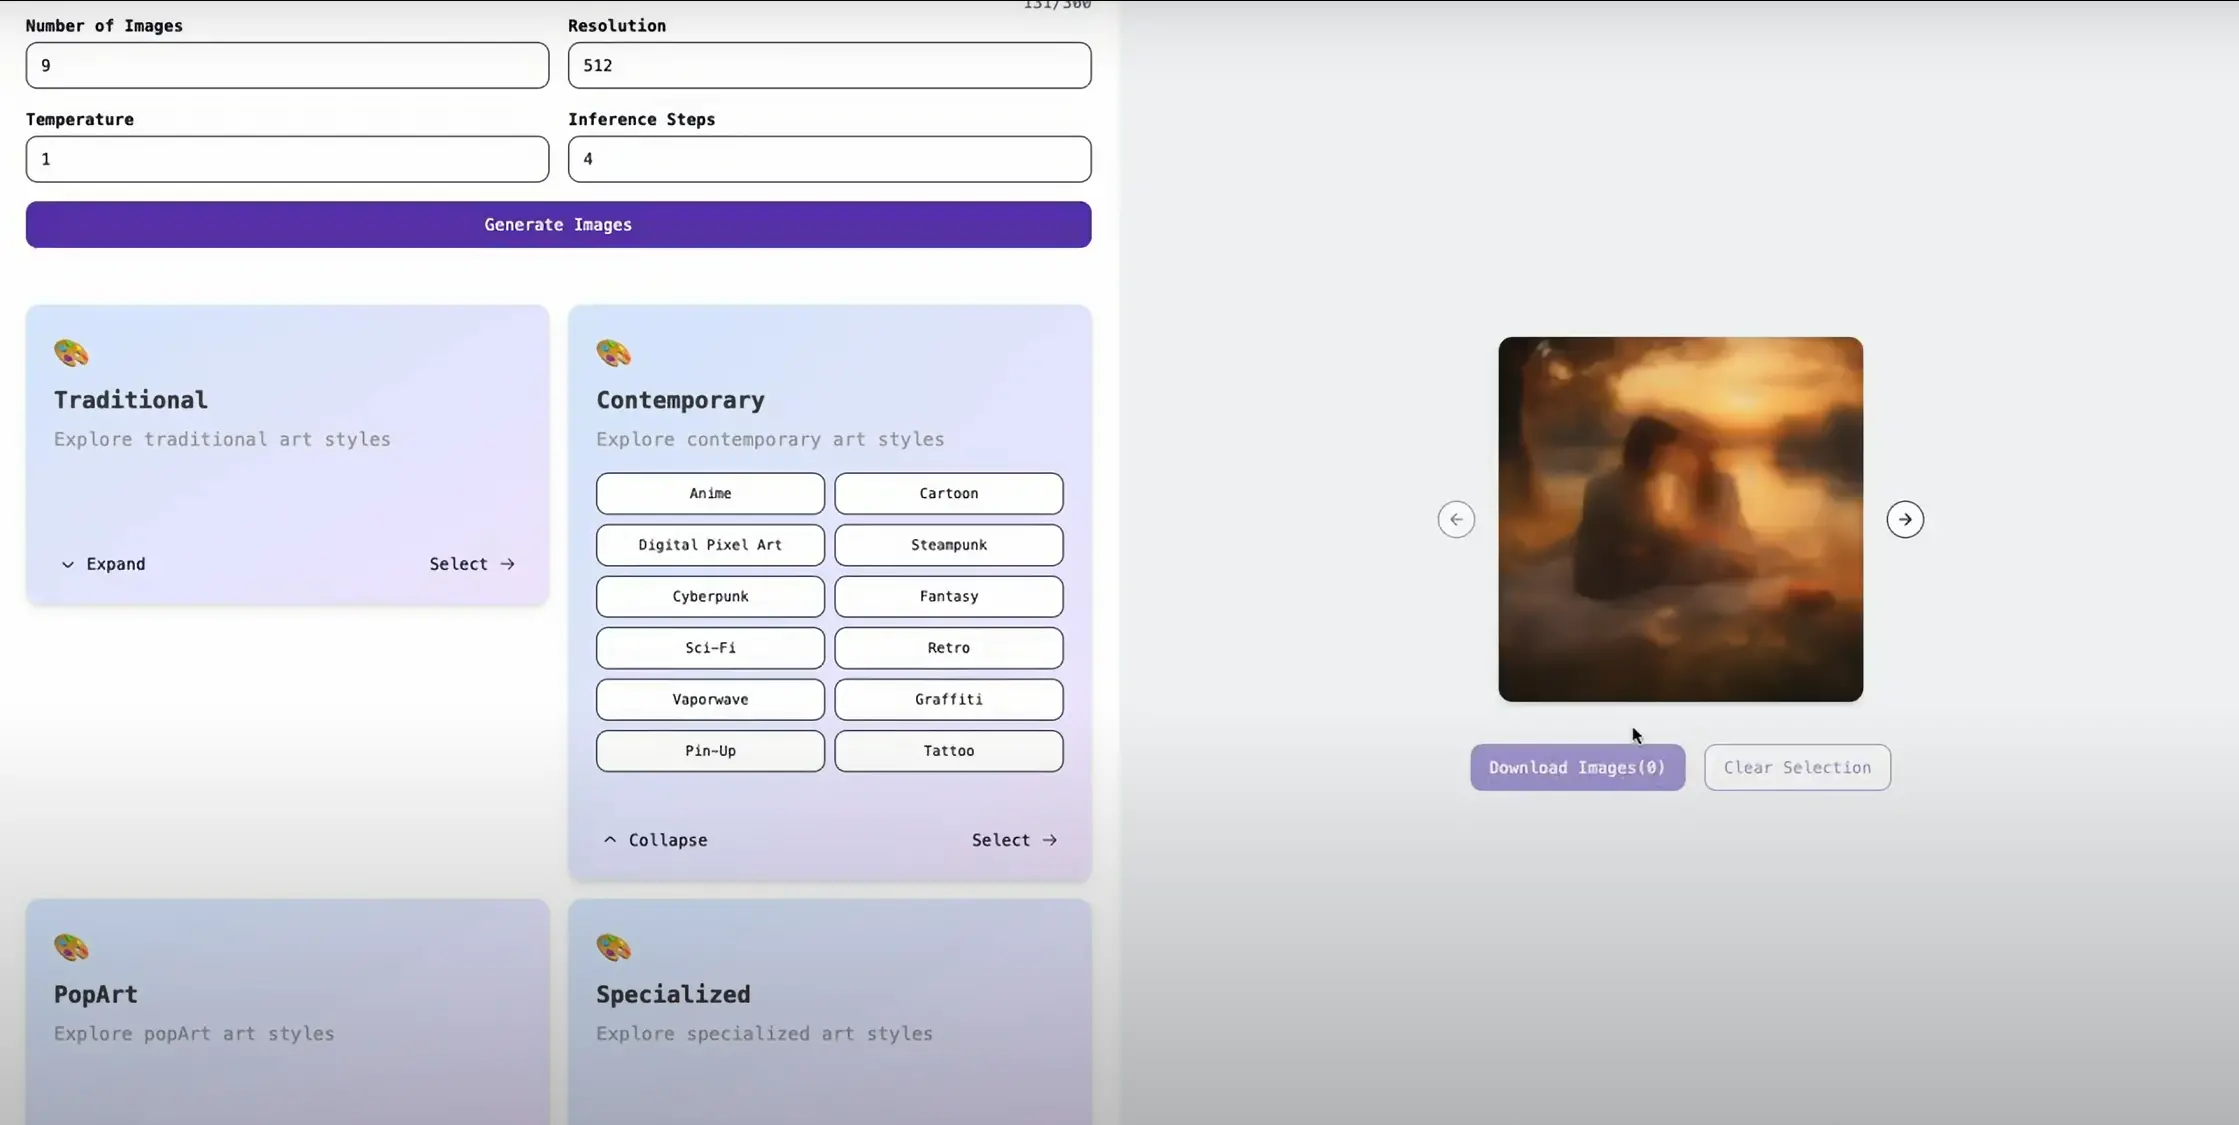 131/300
Number of Images
Resolution
9
512
Temperature
Inference Steps
1
4
Generate Images
Traditional
Explore traditional art styles
Expand
Select
Contemporary
Explore contemporary art styles
Anime
Cartoon
Digital Pixel Art
Steampunk
Cyberpunk
Fantasy
Sci-Fi
Retro
Vaporwave
Graffiti
Pin-Up
Tattoo
Collapse
Select
PopArt
Explore popArt art styles
Specialized
Explore specialized art styles
Download Images(0)
Clear Selection